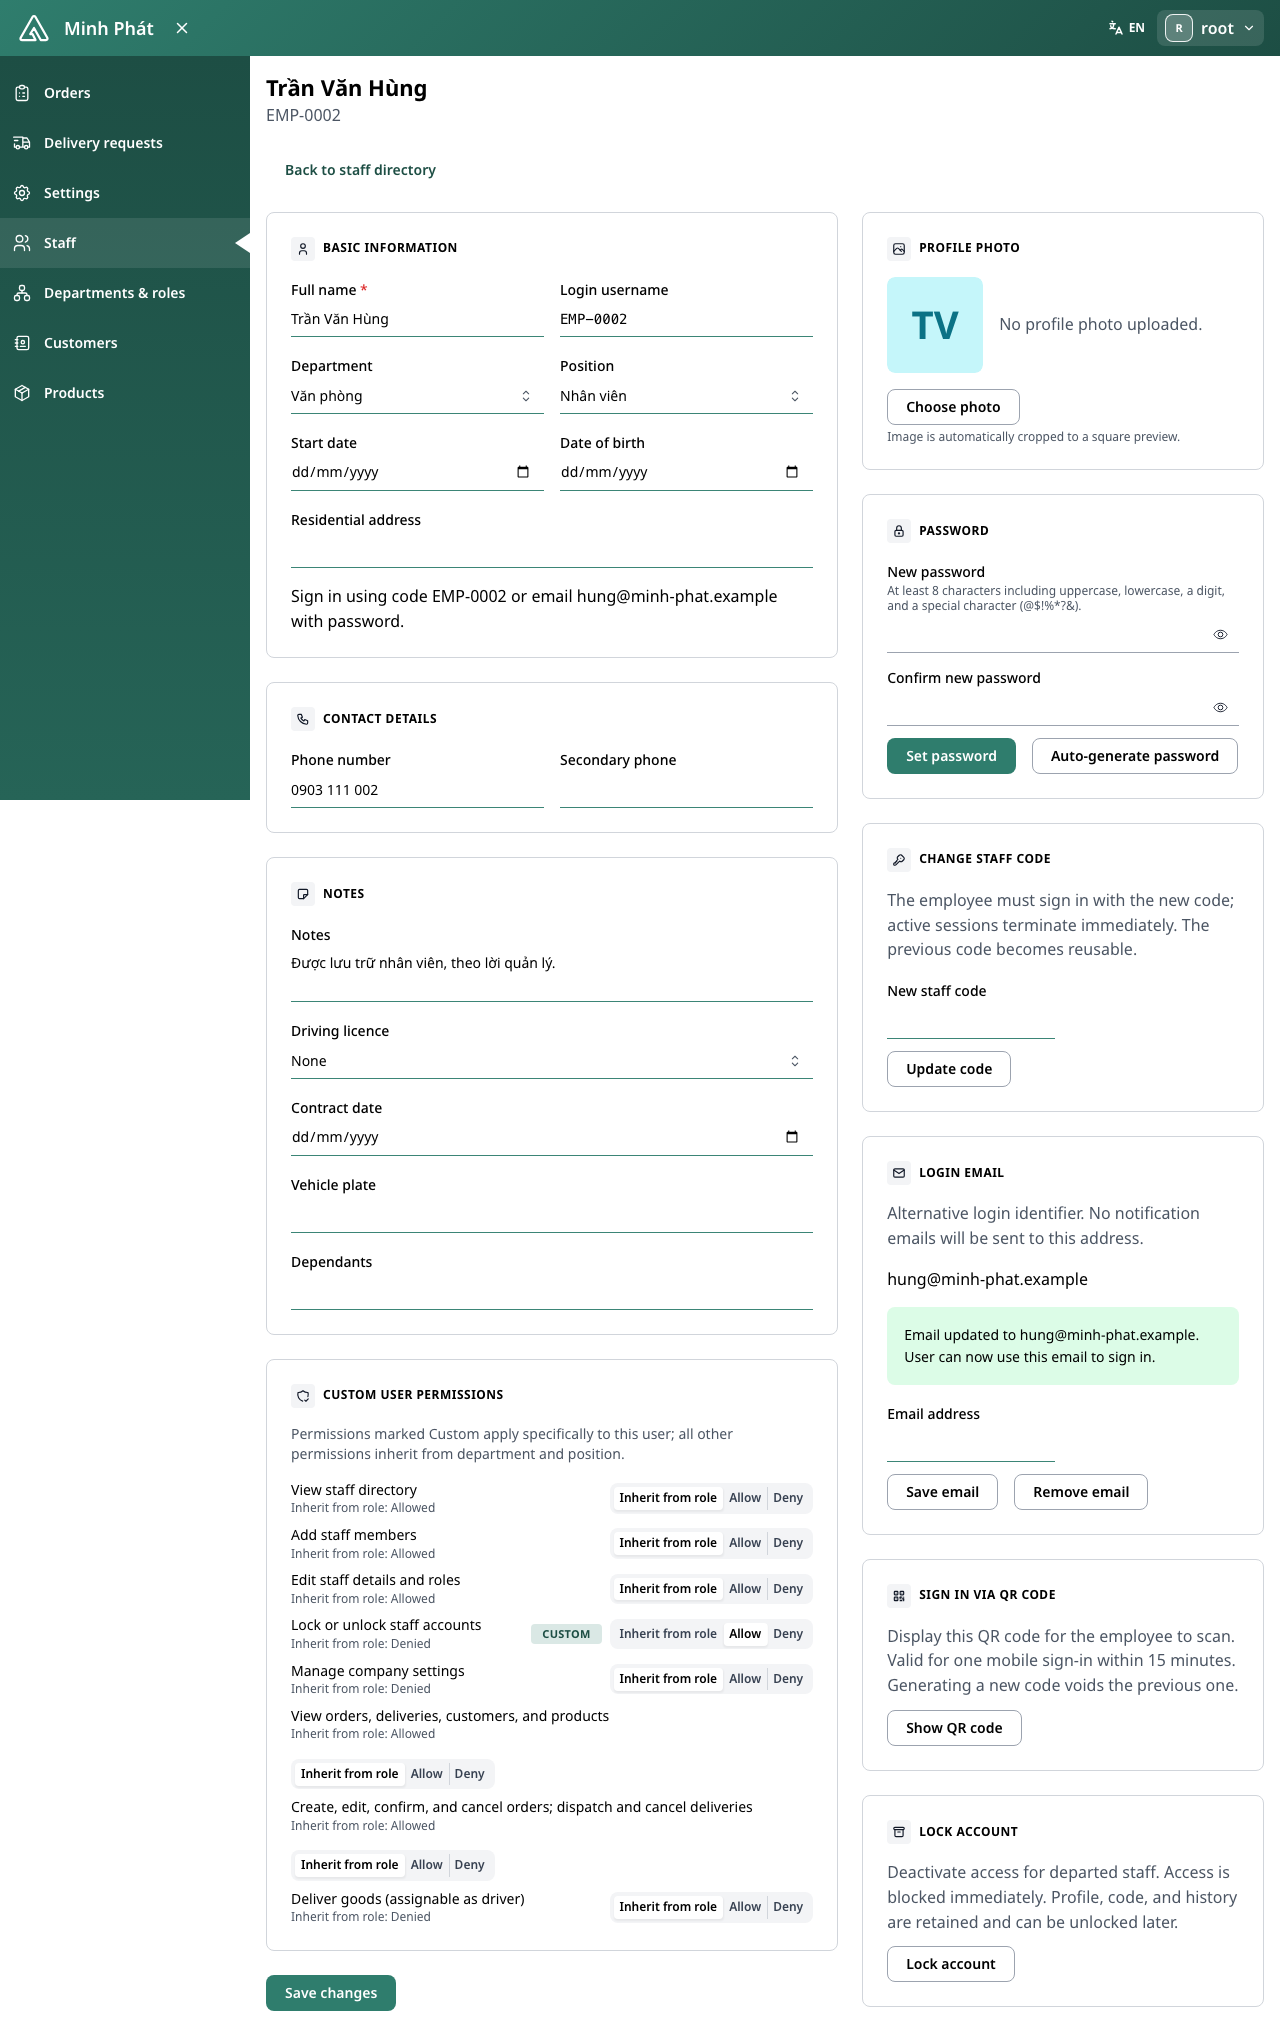 Minh Phát
EN
R
root
Orders
Delivery requests
Settings
Staff
Departments & roles
Customers
Products
Trần Văn Hùng
EMP-0002
Back to staff directory
BASIC INFORMATION
Full name *
Login username
Trần Văn Hùng
EMP-0002
Department
Position
Văn phòng
Nhân viên
Start date
Date of birth
dd/mm/yyyy
dd/mm/yyyy
Residential address
Sign in using code EMP-0002 or email hung@minh-phat.example
with password.
CONTACT DETAILS
Phone number
Secondary phone
0903 111 002
NOTES
Notes
Được lưu trữ nhân viên, theo lời quản lý.
Driving licence
None
Contract date
dd/mm/yyyy
Vehicle plate
Dependants
CUSTOM USER PERMISSIONS
Permissions marked Custom apply specifically to this user; all other
permissions inherit from department and position.
View staff directory
Inherit from role: Allowed
Inherit from role Allow Deny
Add staff members
Inherit from role: Allowed
Inherit from role Allow Deny
Edit staff details and roles
Inherit from role: Allowed
Inherit from role Allow Deny
Lock or unlock staff accounts
Inherit from role: Denied
CUSTOM
Inherit from role Allow Deny
Manage company settings
Inherit from role: Denied
Inherit from role Allow Deny
View orders, deliveries, customers, and products
Inherit from role: Allowed
Inherit from role Allow Deny
Create, edit, confirm, and cancel orders; dispatch and cancel deliveries
Inherit from role: Allowed
Inherit from role Allow Deny
Deliver goods (assignable as driver)
Inherit from role: Denied
Inherit from role Allow Deny
Save changes
PROFILE PHOTO
TV
No profile photo uploaded.
Choose photo
Image is automatically cropped to a square preview.
PASSWORD
New password
At least 8 characters including uppercase, lowercase, a digit,
and a special character (@$!%*?&).
Confirm new password
Set password
Auto-generate password
CHANGE STAFF CODE
The employee must sign in with the new code;
active sessions terminate immediately. The
previous code becomes reusable.
New staff code
Update code
LOGIN EMAIL
Alternative login identifier. No notification
emails will be sent to this address.
hung@minh-phat.example
Email updated to hung@minh-phat.example.
User can now use this email to sign in.
Email address
Save email
Remove email
SIGN IN VIA QR CODE
Display this QR code for the employee to scan.
Valid for one mobile sign-in within 15 minutes.
Generating a new code voids the previous one.
Show QR code
LOCK ACCOUNT
Deactivate access for departed staff. Access is
blocked immediately. Profile, code, and history
are retained and can be unlocked later.
Lock account